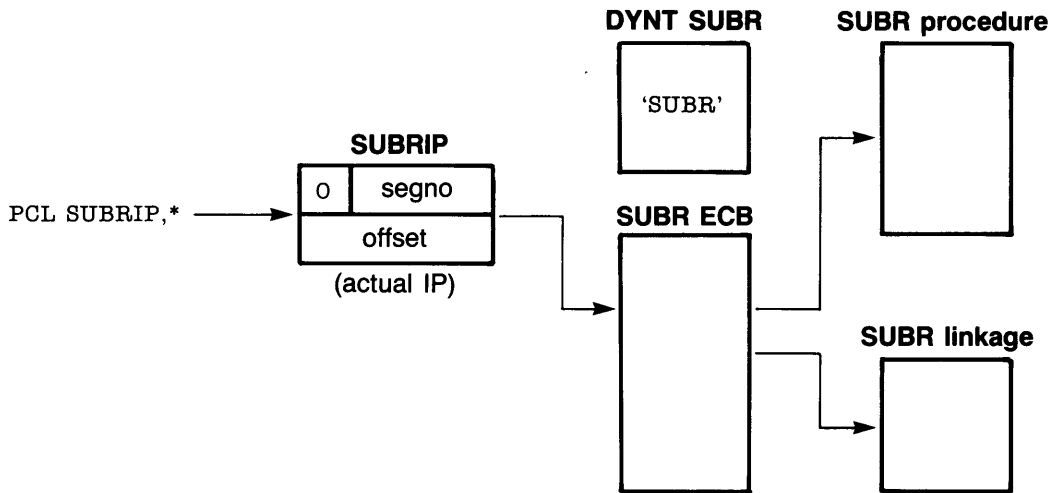 DYNT SUBR
SUBR procedure
‘SUBR’
SUBRIP
0 segno
PCL SUBRIP,*
SUBR ECB
offset
(actual IP)
SUBR linkage